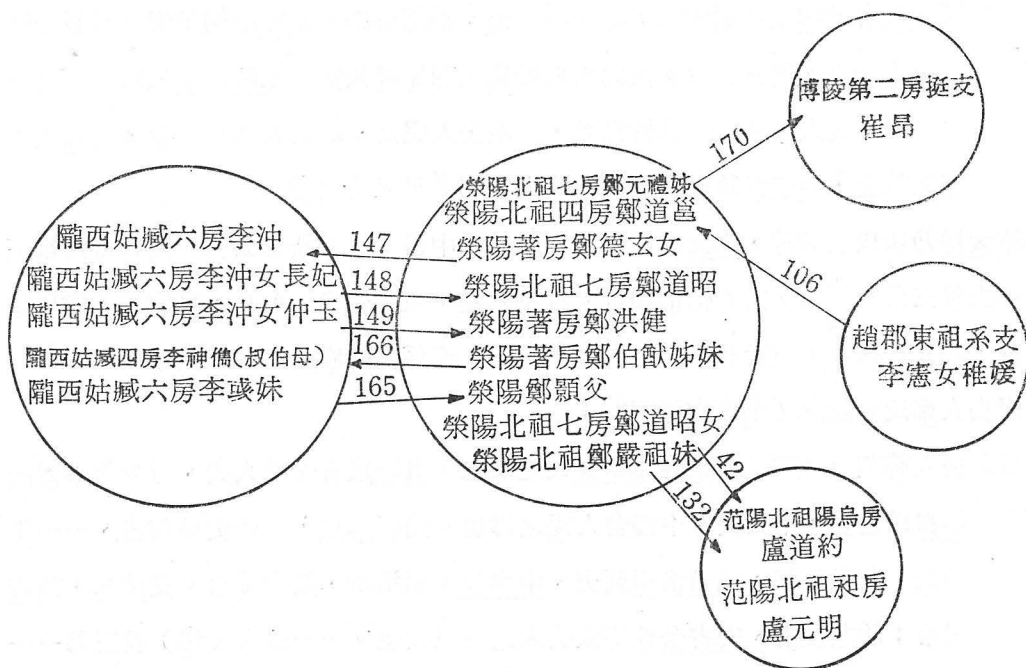 博陵第二房挺支
崔昂
170
滎陽北祖七房鄭元禮姊
滎陽北祖四房鄭道邕
隴西姑臧六房李沖
147
滎陽著房鄭德玄女
隴西姑臧六房李沖女長妃
148
滎陽北祖七房鄭道昭
106
隴西姑臧六房李沖女仲玉
149
滎陽著房鄭洪健
趙郡東祖系支
李憲女稚媛
隴西姑臧四房李神儁(叔伯母)
166
滎陽著房鄭伯猷姊妹
隴西姑臧六房李彧妹
165
滎陽鄭顥父
滎陽北祖七房鄭道昭女
滎陽北祖鄭嚴祖妹
42
132
范陽北祖陽烏房
盧道約
范陽北祖昶房
盧元明